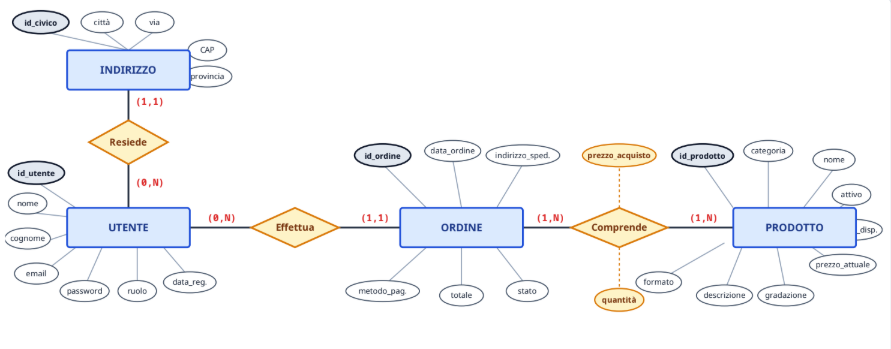 id_civico
città
via
CAP
provincia
INDIRIZZO
(1,1)
Resiede
(0,N)
id_utente
nome
cognome
email
password
ruolo
data_reg.
UTENTE
(0,N)
Effettua
(1,1)
id_ordine
data_ordine
indirizzo_sped.
ORDINE
metodo_pag.
totale
stato
(1,N)
prezzo_acquisto
Comprende
quantità
(1,N)
id_prodotto
categoria
nome
attivo
_disp.
prezzo_attuale
PRODOTTO
formato
descrizione
gradazione